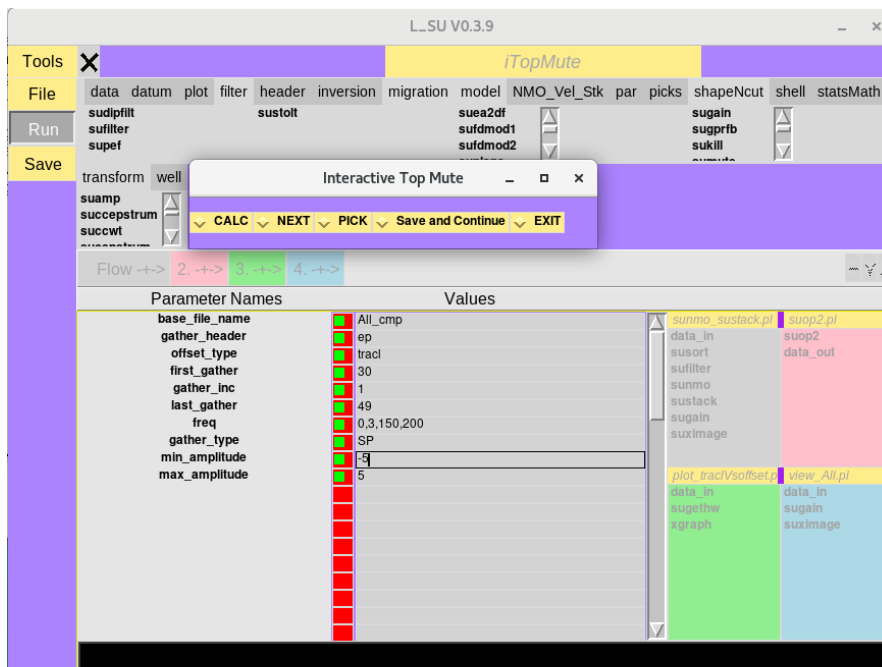 L_SU V0.3.9
Tools
iTopMute
File
data datum plot filter header inversion migration model NMO_Vel_Stk par picks shapeNcut shell statsMath
Run
sudipfilt sustolt suea2df sugain
sufilter sufdmod1 sugprfb
supef sufdmod2 sukill
Save
transform well
Interactive Top Mute
suamp
succepstrum
succwt
CALC NEXT PICK Save and Continue EXIT
Flow -+-> 2. -+-> 3. -+-> 4. -+->
Parameter Names Values
base_file_name All_cmp
gather_header ep
offset_type tracl
first_gather 30
gather_inc 1
last_gather 49
freq 0,3,150,200
gather_type SP
min_amplitude -5
max_amplitude 5
sunmo_sustack.pl
data_in
susort
sufilter
sunmo
sustack
sugain
suximage
suop2.pl
suop2
data_out
plot_traclVsoffset.p
data_in
sugethw
xgraph
view_All.pl
data_in
sugain
suximage